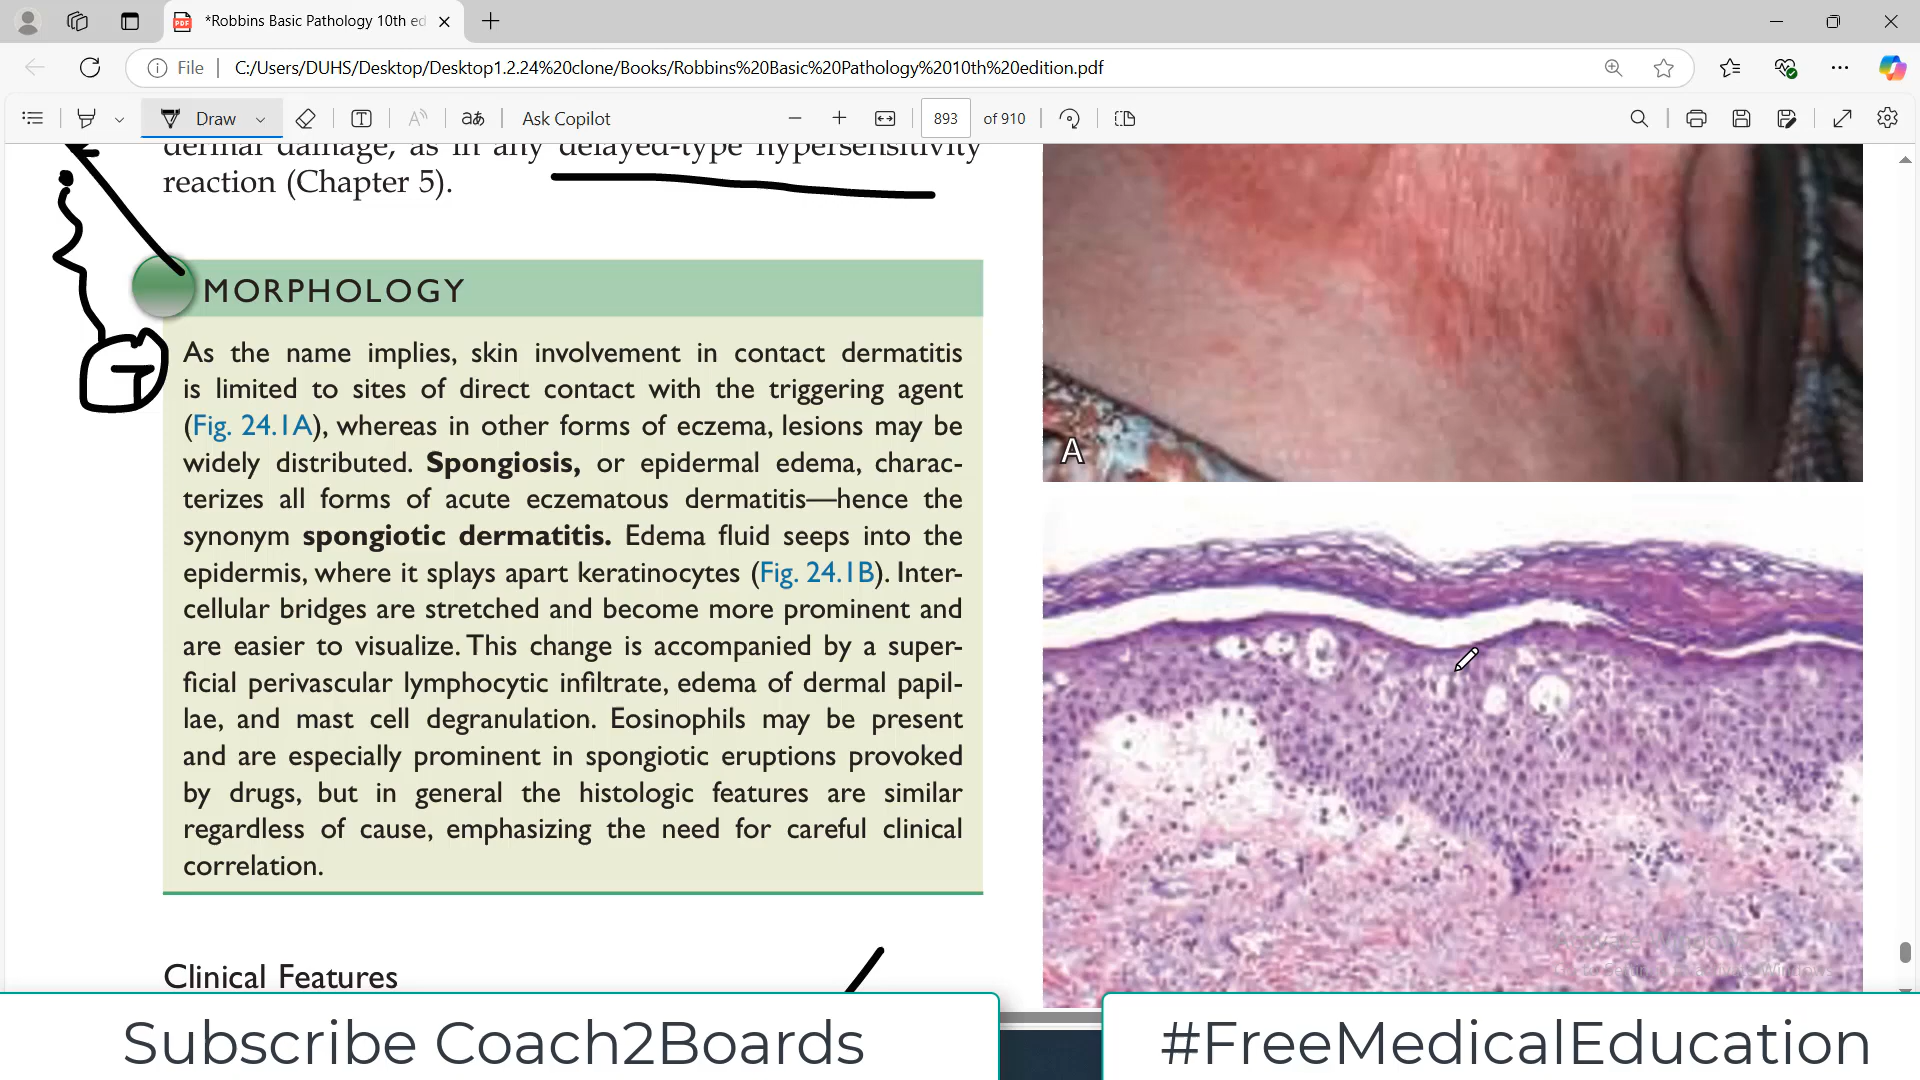 *Robbins Basic Pathology 10th ed
File
C:/Users/DUHS/Desktop/Desktop1.2.24%20clone/Books/Robbins%20Basic%20Pathology%2010th%20edition.pdf
Draw
Ask Copilot
893 of 910
dermal damage, as in any delayed-type hypersensitivity
reaction (Chapter 5).
MORPHOLOGY
As the name implies, skin involvement in contact dermatitis
is limited to sites of direct contact with the triggering agent
(Fig. 24.1A), whereas in other forms of eczema, lesions may be
widely distributed. Spongiosis, or epidermal edema, charac-
terizes all forms of acute eczematous dermatitis—hence the
synonym spongiotic dermatitis. Edema fluid seeps into the
epidermis, where it splays apart keratinocytes (Fig. 24.1B). Inter-
cellular bridges are stretched and become more prominent and
are easier to visualize. This change is accompanied by a super-
ficial perivascular lymphocytic infiltrate, edema of dermal papil-
lae, and mast cell degranulation. Eosinophils may be present
and are especially prominent in spongiotic eruptions provoked
by drugs, but in general the histologic features are similar
regardless of cause, emphasizing the need for careful clinical
correlation.
Clinical Features
T
A
Subscribe Coach2Boards
#FreeMedicalEducation